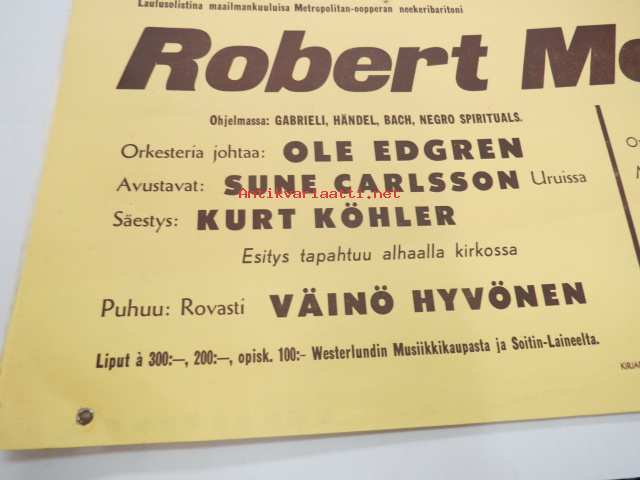 Laulusolistina maailmankuuluisa Metropolitan-oopperan neekeribaritoni
Robert Mc
Ohjelmassa: GABRIELI, HÄNDEL, BACH, NEGRO SPIRITUALS.
Orkesteria johtaa: OLE EDGREN
Avustavat: SUNE CARLSSON Uruissa
Antikvariaatti.net
Säestys: KURT KÖHLER
Esitys tapahtuu alhaalla kirkossa
Puhuu: Rovasti VÄINÖ HYVÖNEN
Liput à 300:—, 200:—, opisk. 100:- Westerlundin Musiikkikaupasta ja Soitin-Laineelta.